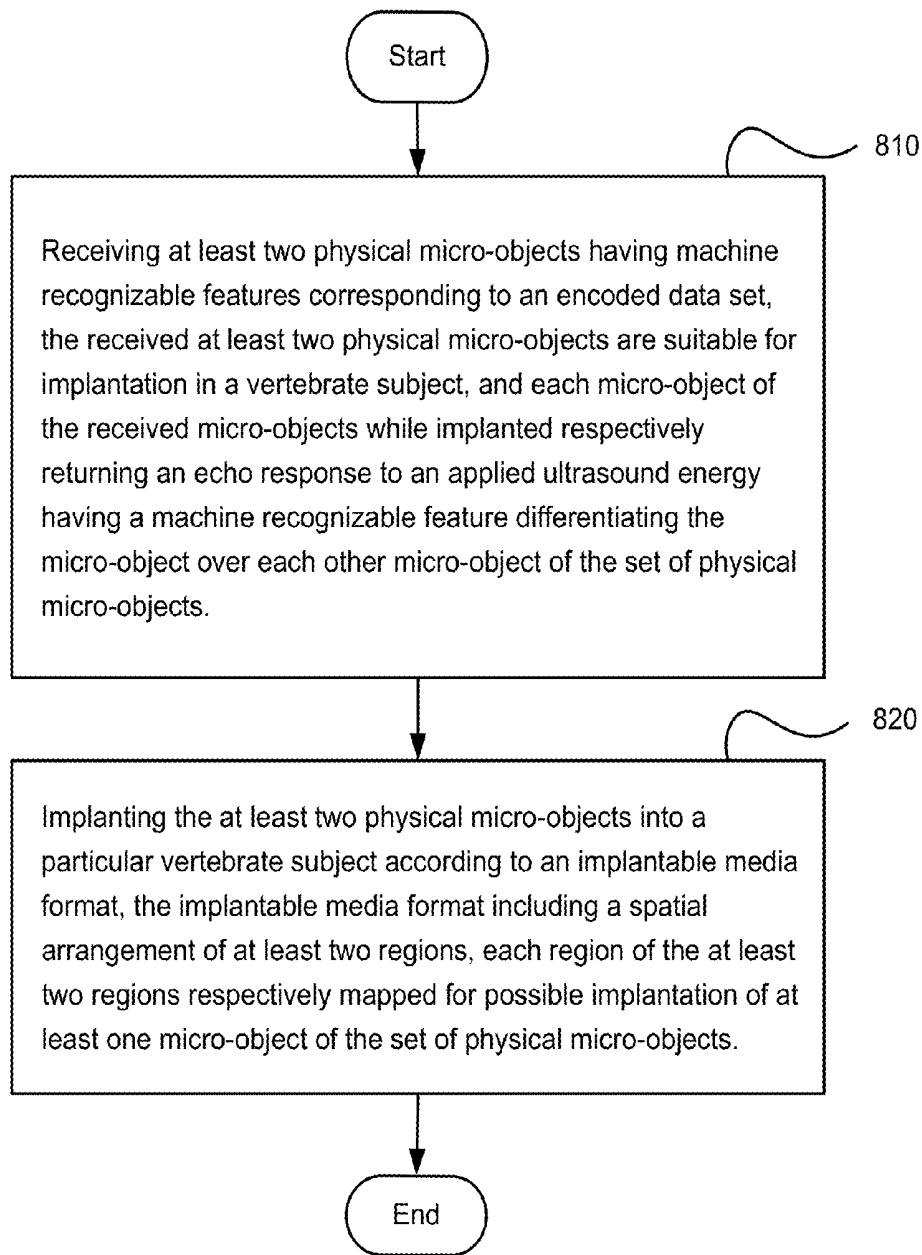 Start
810
Receiving at least two physical micro-objects having machine
recognizable features corresponding to an encoded data set,
the received at least two physical micro-objects are suitable for
implantation in a vertebrate subject, and each micro-object of
the received micro-objects while implanted respectively
returning an echo response to an applied ultrasound energy
having a machine recognizable feature differentiating the
micro-object over each other micro-object of the set of physical
micro-objects.
820
Implanting the at least two physical micro-objects into a
particular vertebrate subject according to an implantable media
format, the implantable media format including a spatial
arrangement of at least two regions, each region of the at least
two regions respectively mapped for possible implantation of at
least one micro-object of the set of physical micro-objects.
End